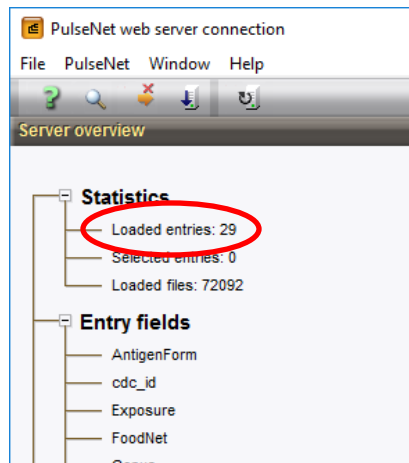 PulseNet web server connection
File PulseNet Window Help
Server overview
Statistics
Loaded entries: 29
Selected entries: 0
Loaded files: 72092
Entry fields
AntigenForm
cdc_id
Exposure
FoodNet